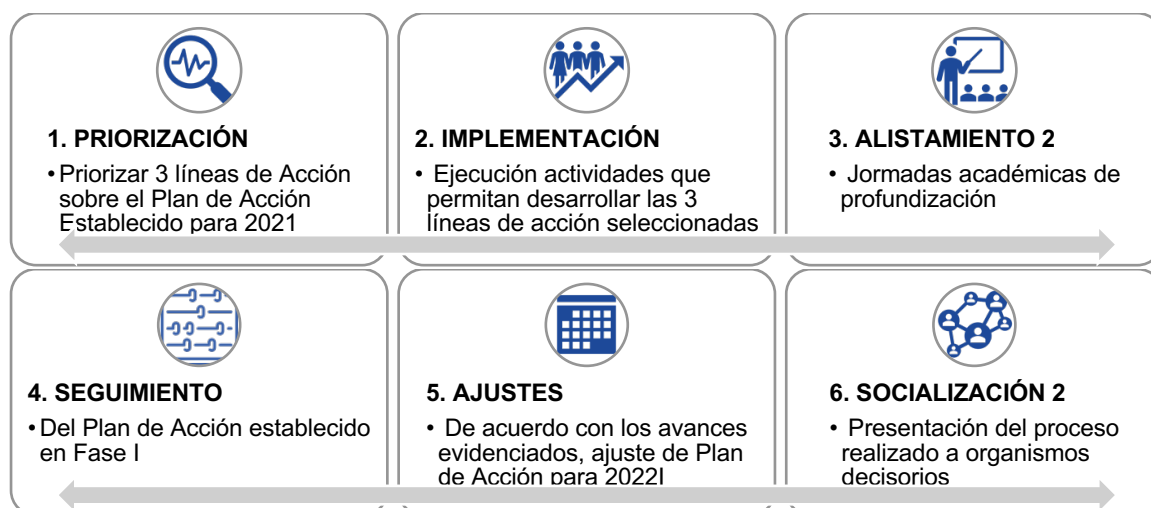 1. PRIORIZACIÓN
• Priorizar 3 líneas de Acción
sobre el Plan de Acción
Establecido para 2021
2. IMPLEMENTACIÓN
• Ejecución actividades que
permitan desarrollar las 3
líneas de acción seleccionadas
3. ALISTAMIENTO 2
• Jormadas académicas de
profundización
4. SEGUIMIENTO
• Del Plan de Acción establecido
en Fase I
5. AJUSTES
• De acuerdo con los avances
evidenciados, ajuste de Plan
de Acción para 2022I
6. SOCIALIZACIÓN 2
• Presentación del proceso
realizado a organismos
decisorios